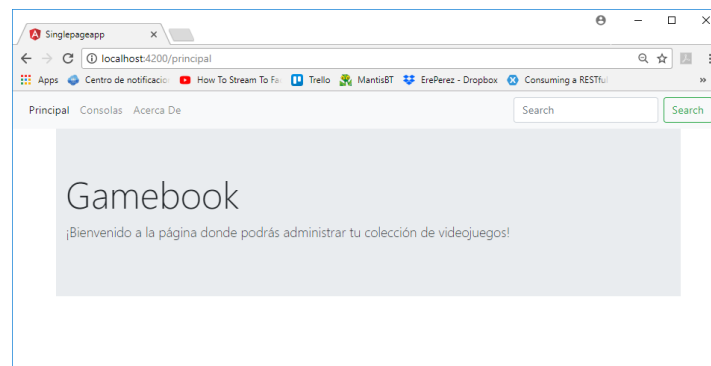 Singlepageapp
localhost:4200/principal
Apps Centro de notificacion How To Stream To Fa Trello MantisBT ErePerez - Dropbox Consuming a RESTful »
Principal Consolas Acerca De Search Search
Gamebook
¡Bienvenido a la página donde podrás administrar tu colección de videojuegos!